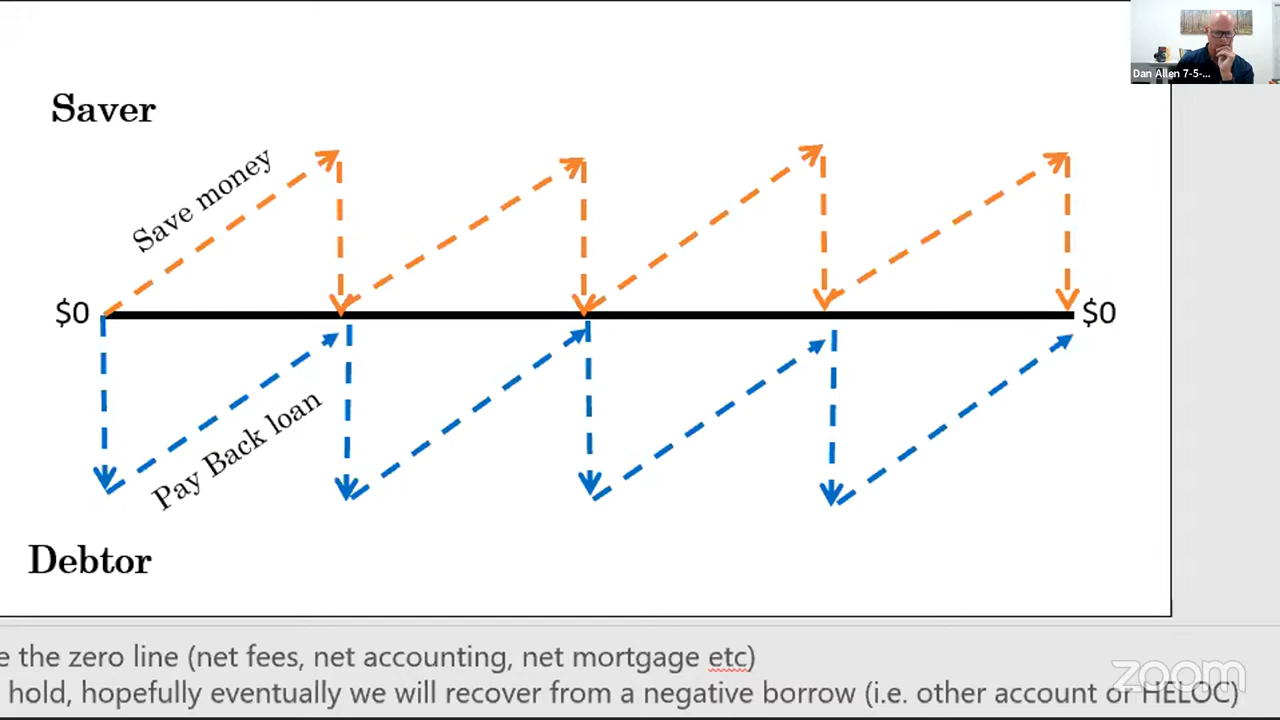 Dan Allen 7-5-...
Saver
Save money
$0
$0
Pay Back loan
Debtor
e the zero line (net fees, net accounting, net mortgage etc)
hold, hopefully eventually we will recover from a negative borrow (i.e. other account or HELOC)
zoom